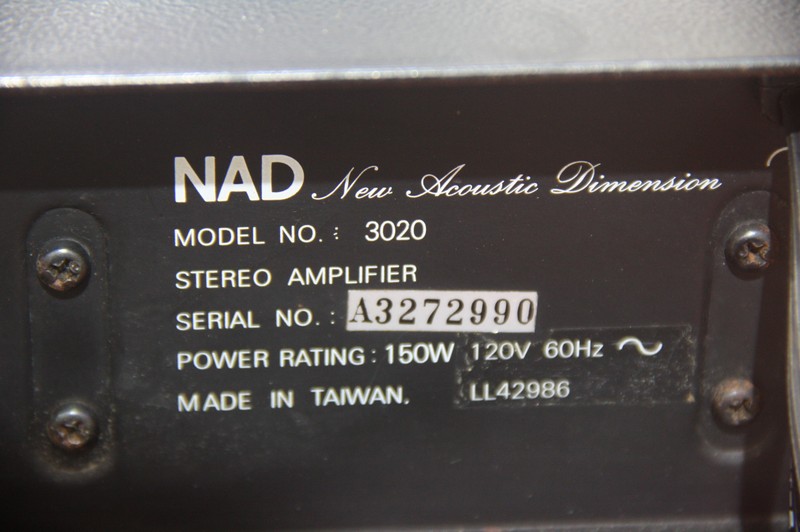 NAD New Acoustic Dimension
MODEL NO. : 3020
STEREO AMPLIFIER
SERIAL NO. : A3272990
POWER RATING : 150W 120V 60Hz ~
MADE IN TAIWAN. LL42986